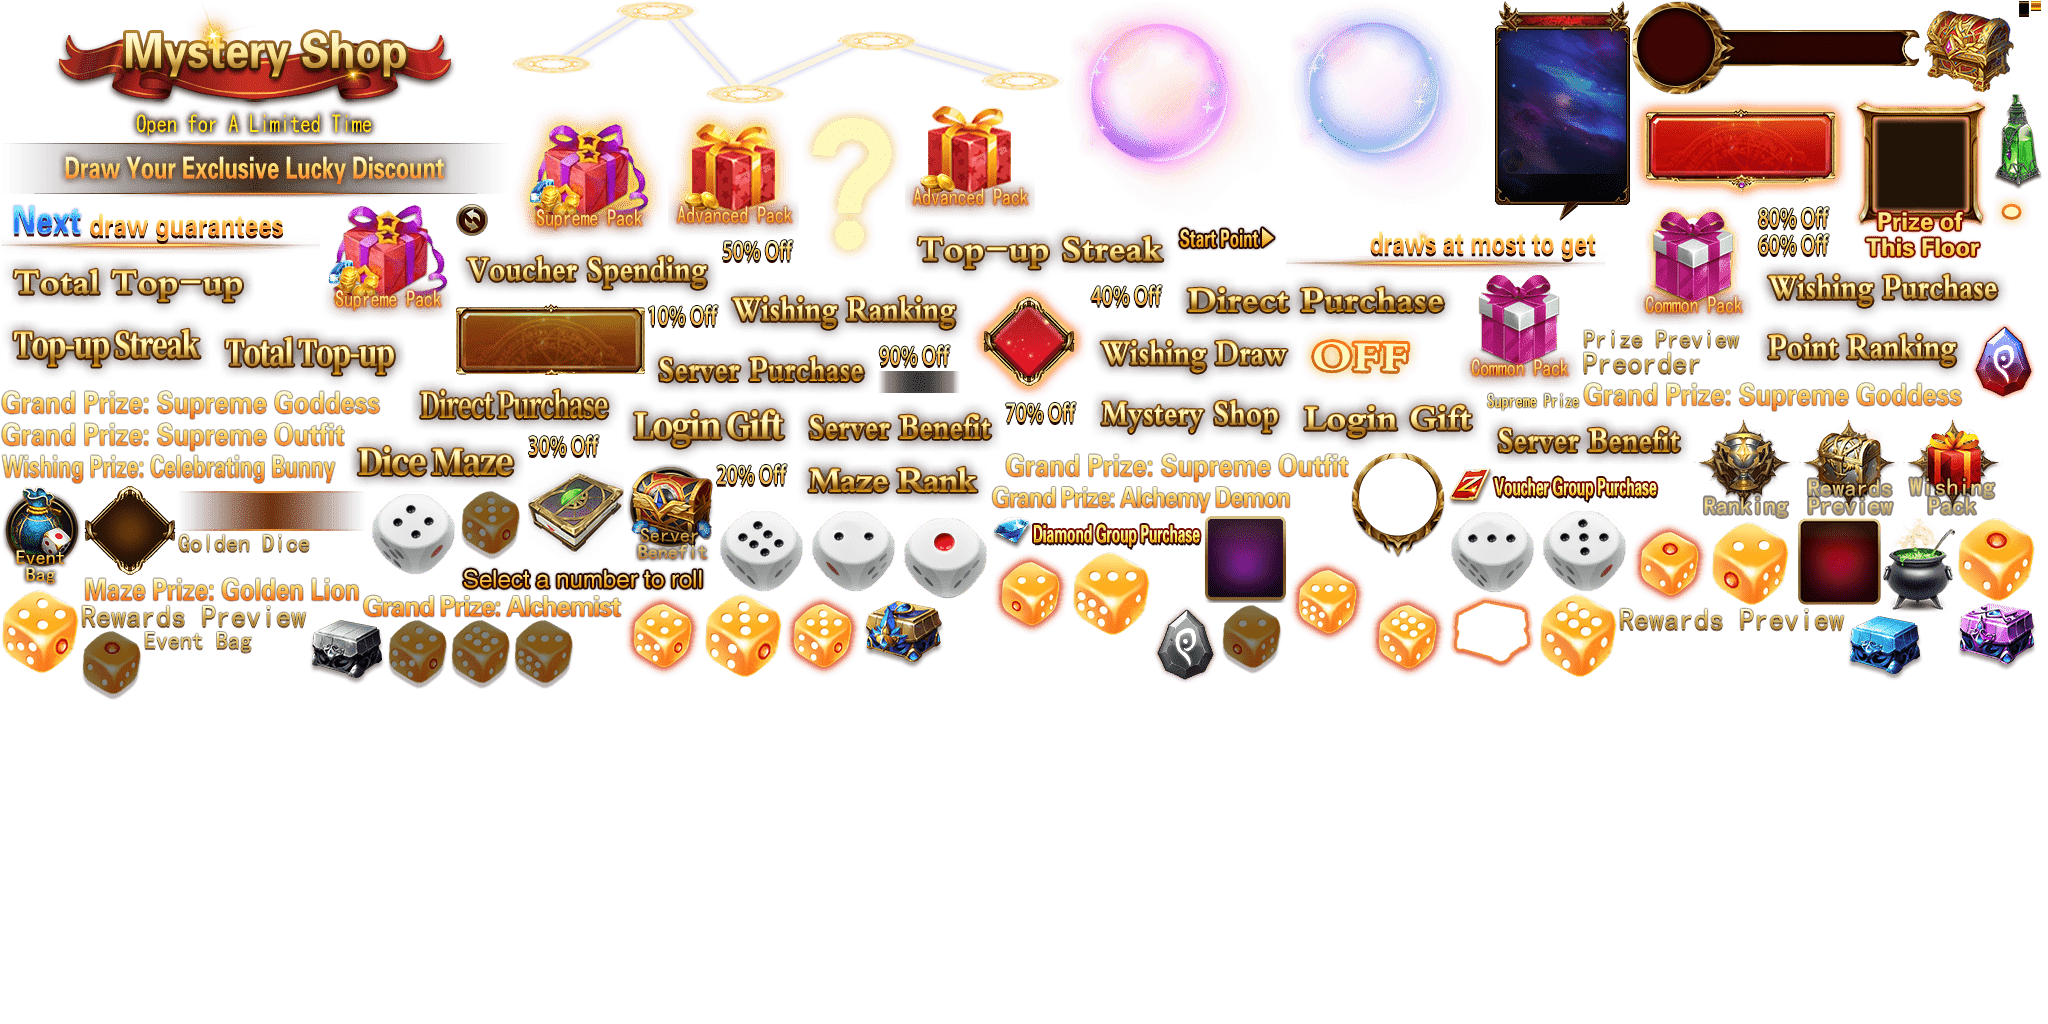 Mystery Shop
Open for A Limited Time
Draw Your Exclusive Lucky Discount
Supreme Pack
Advanced Pack
Advanced Pack
Next draw guarantees
Supreme Pack
50% Off
Top-up Streak
Start Point
draws at most to get
Common Pack
80% Off
60% Off
Prize of
This Floor
Total Top-up
Voucher Spending
10% Off
Wishing Ranking
40% Off
Direct Purchase
Common Pack
Wishing Purchase
Top-up Streak
Total Top-up
Server Purchase
90% Off
Wishing Draw
OFF
Prize Preview
Preorder
Point Ranking
Grand Prize: Supreme Goddess
Direct Purchase
70% Off
Supreme Prize
Grand Prize: Supreme Goddess
Grand Prize: Supreme Outfit
Login Gift
Server Benefit
Mystery Shop
Login Gift
Server Benefit
Wishing Prize: Celebrating Bunny
Dice Maze
30% Off
20% Off
Maze Rank
Grand Prize: Supreme Outfit
Grand Prize: Alchemy Demon
Z Voucher Group Purchase
Ranking
Rewards
Preview
Wishing
Pack
Event
Bag
Golden Dice
Server
Benefit
Diamond Group Purchase
Maze Prize: Golden Lion
Select a number to roll
Rewards Preview
Grand Prize: Alchemist
Event Bag
Rewards Preview